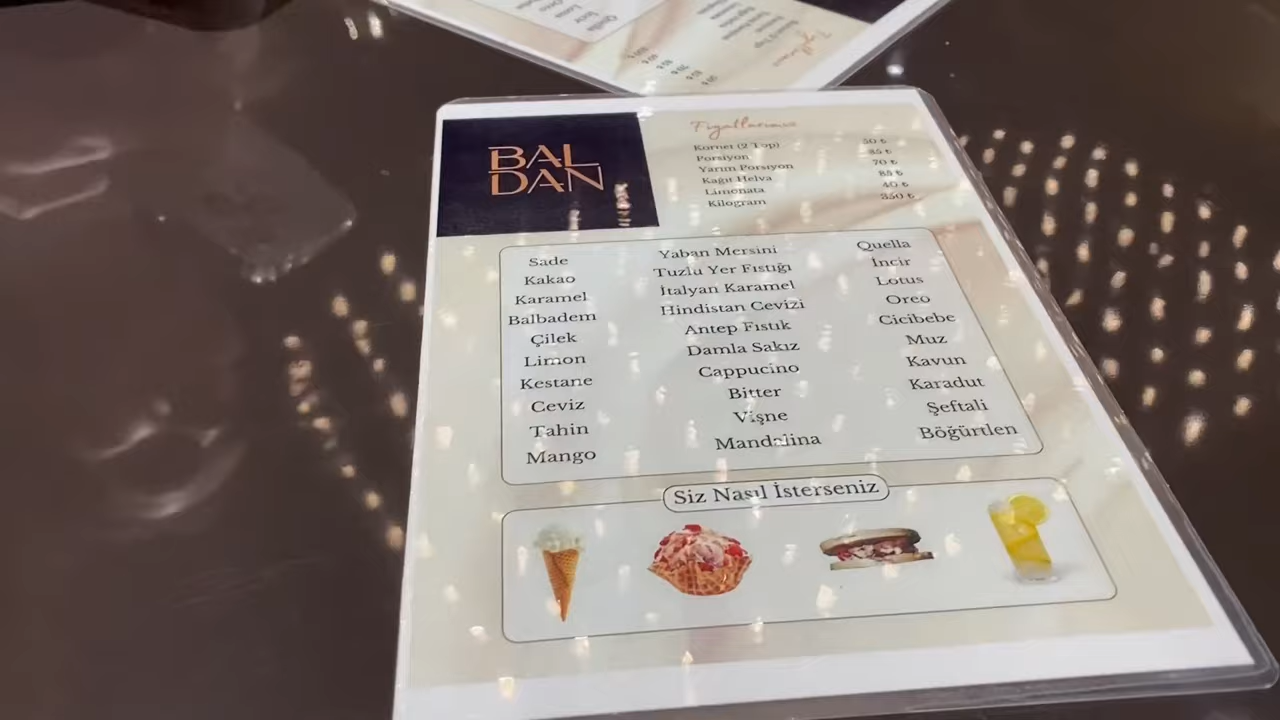 BAL
DAN
Fiyatlarımız
Kornet (2 Top) 50 ₺
Porsiyon 85 ₺
Yarım Porsiyon 70 ₺
Kağıt Helva 85 ₺
Limonata 40 ₺
Kilogram 350 ₺
Sade
Kakao
Karamel
Balbadem
Çilek
Limon
Kestane
Ceviz
Tahin
Mango
Yaban Mersini
Tuzlu Yer Fıstığı
İtalyan Karamel
Hindistan Cevizi
Antep Fıstık
Damla Sakız
Cappucino
Bitter
Vişne
Mandalina
Quella
İncir
Lotus
Oreo
Cicibebe
Muz
Kavun
Karadut
Şeftali
Böğürtlen
Siz Nasıl İsterseniz